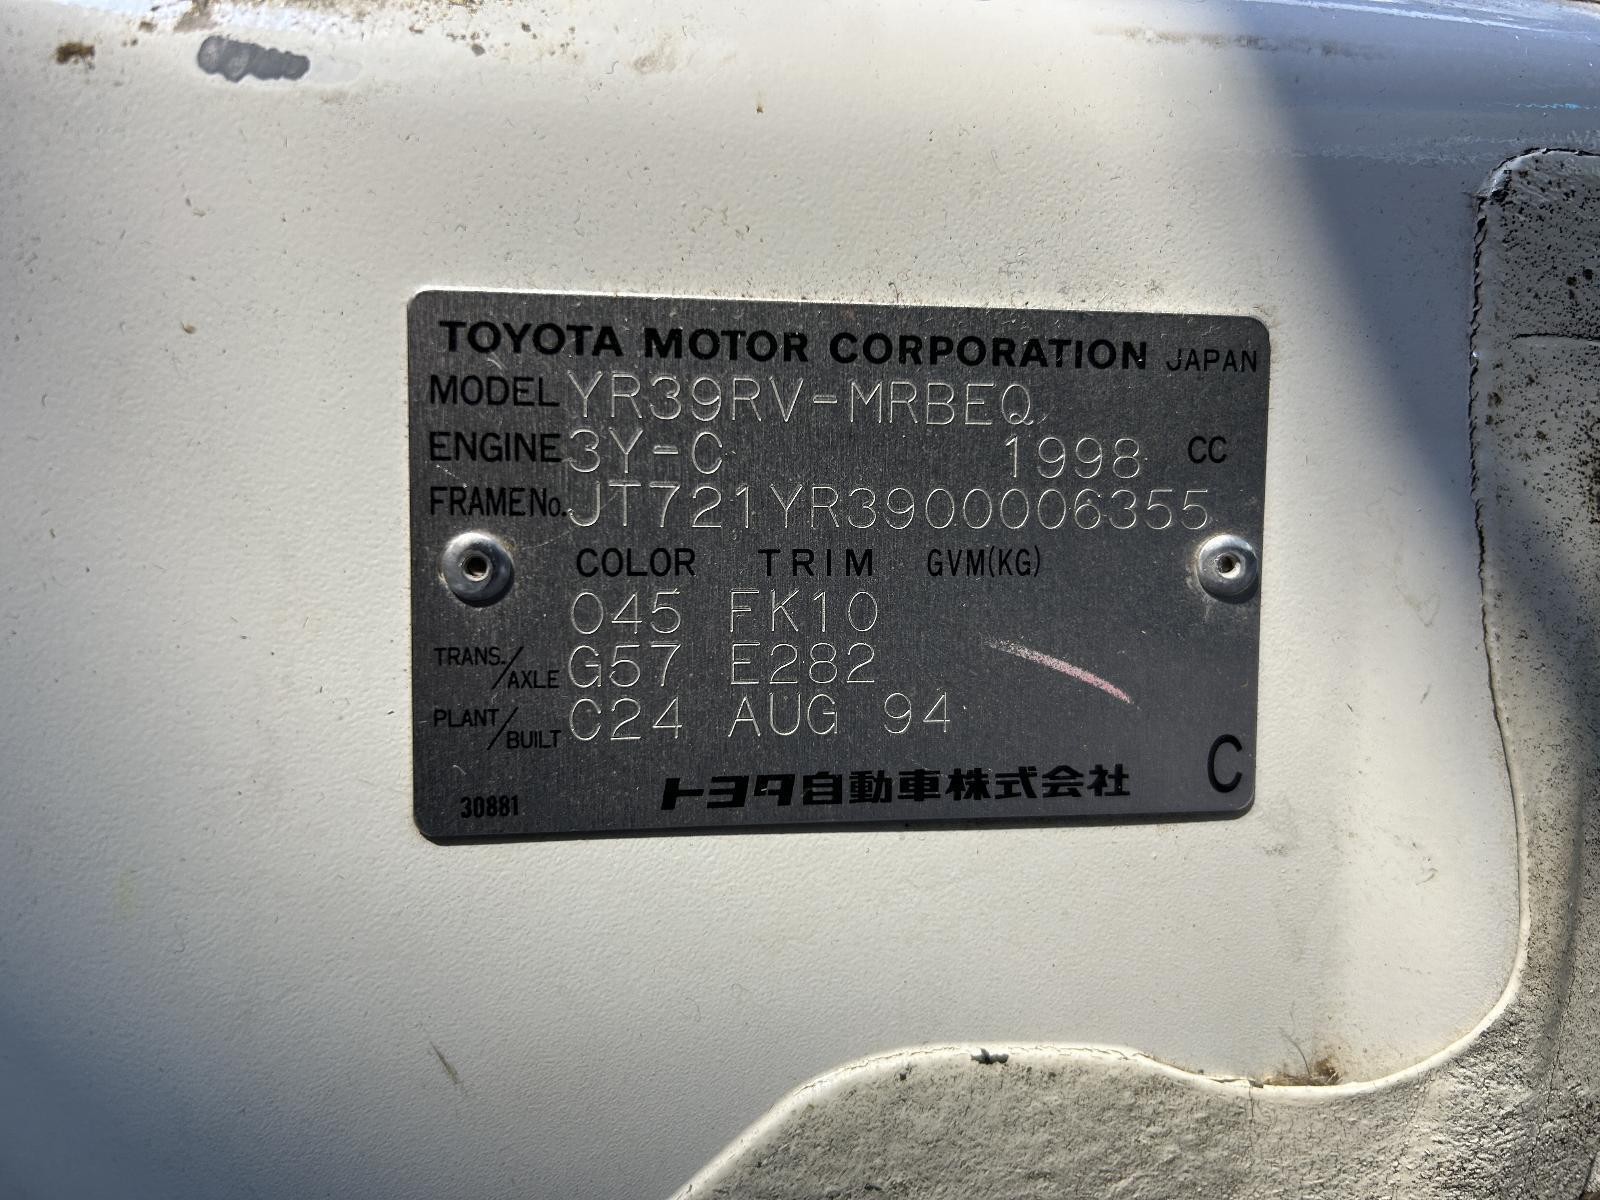 TOYOTA MOTOR CORPORATION JAPAN
MODEL YR39RV-MRBEQ
ENGINE 3Y-C 1998 CC
FRAME No. JT721YR3900006355
COLOR TRIM GVM(KG)
045 FK10
TRANS./AXLE G57 E282
PLANT/BUILT C24 AUG 94
トヨタ自動車株式会社 C
30881